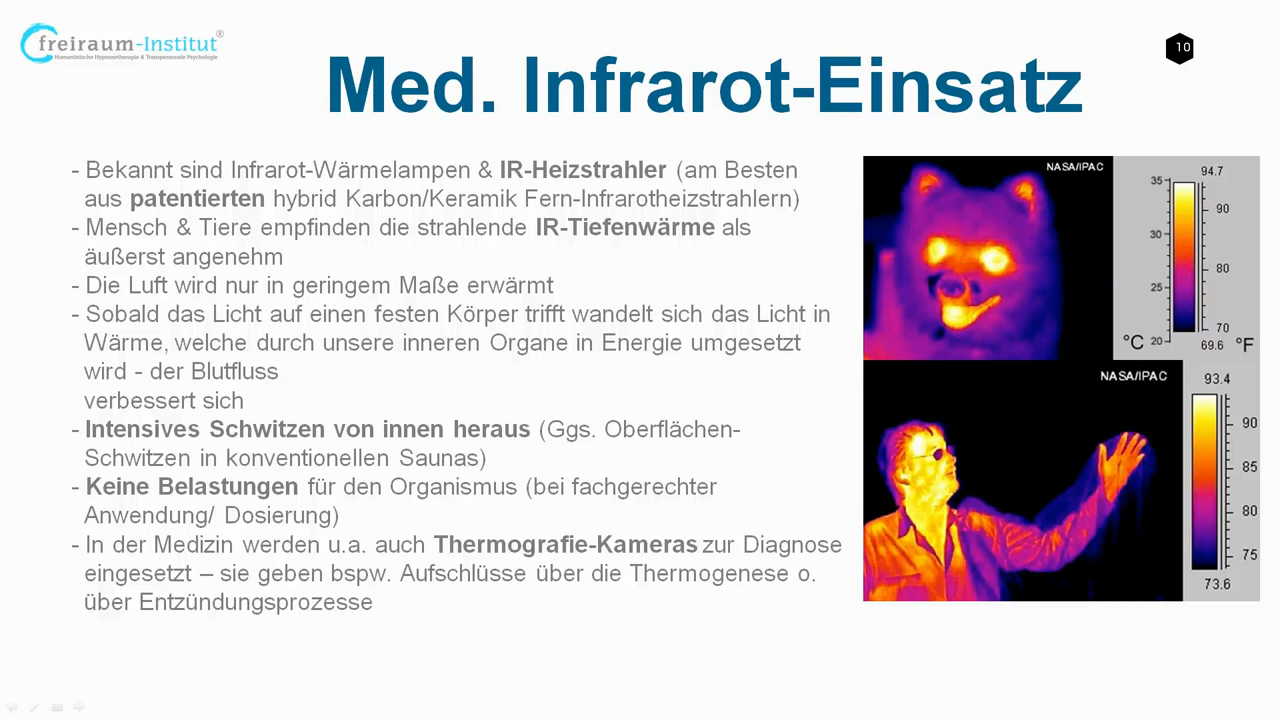 freiraum-Institut®
Humanistische Hypnosetherapie & Transpersonale Psychologie
10
Med. Infrarot-Einsatz
- Bekannt sind Infrarot-Wärmelampen & IR-Heizstrahler (am Besten
aus patentierten hybrid Karbon/Keramik Fern-Infrarotheizstrahlern)
- Mensch & Tiere empfinden die strahlende IR-Tiefenwärme als
äußerst angenehm
- Die Luft wird nur in geringem Maße erwärmt
- Sobald das Licht auf einen festen Körper trifft wandelt sich das Licht in
Wärme, welche durch unsere inneren Organe in Energie umgesetzt
wird - der Blutfluss
verbessert sich
- Intensives Schwitzen von innen heraus (Ggs. Oberflächen-
Schwitzen in konventionellen Saunas)
- Keine Belastungen für den Organismus (bei fachgerechter
Anwendung/ Dosierung)
- In der Medizin werden u.a. auch Thermografie-Kameras zur Diagnose
eingesetzt – sie geben bspw. Aufschlüsse über die Thermogenese o.
über Entzündungsprozesse
NASA/IPAC
94.7
35
90
30
80
25
70
°C 20
69.6 °F
NASA/IPAC
93.4
90
85
80
75
73.6